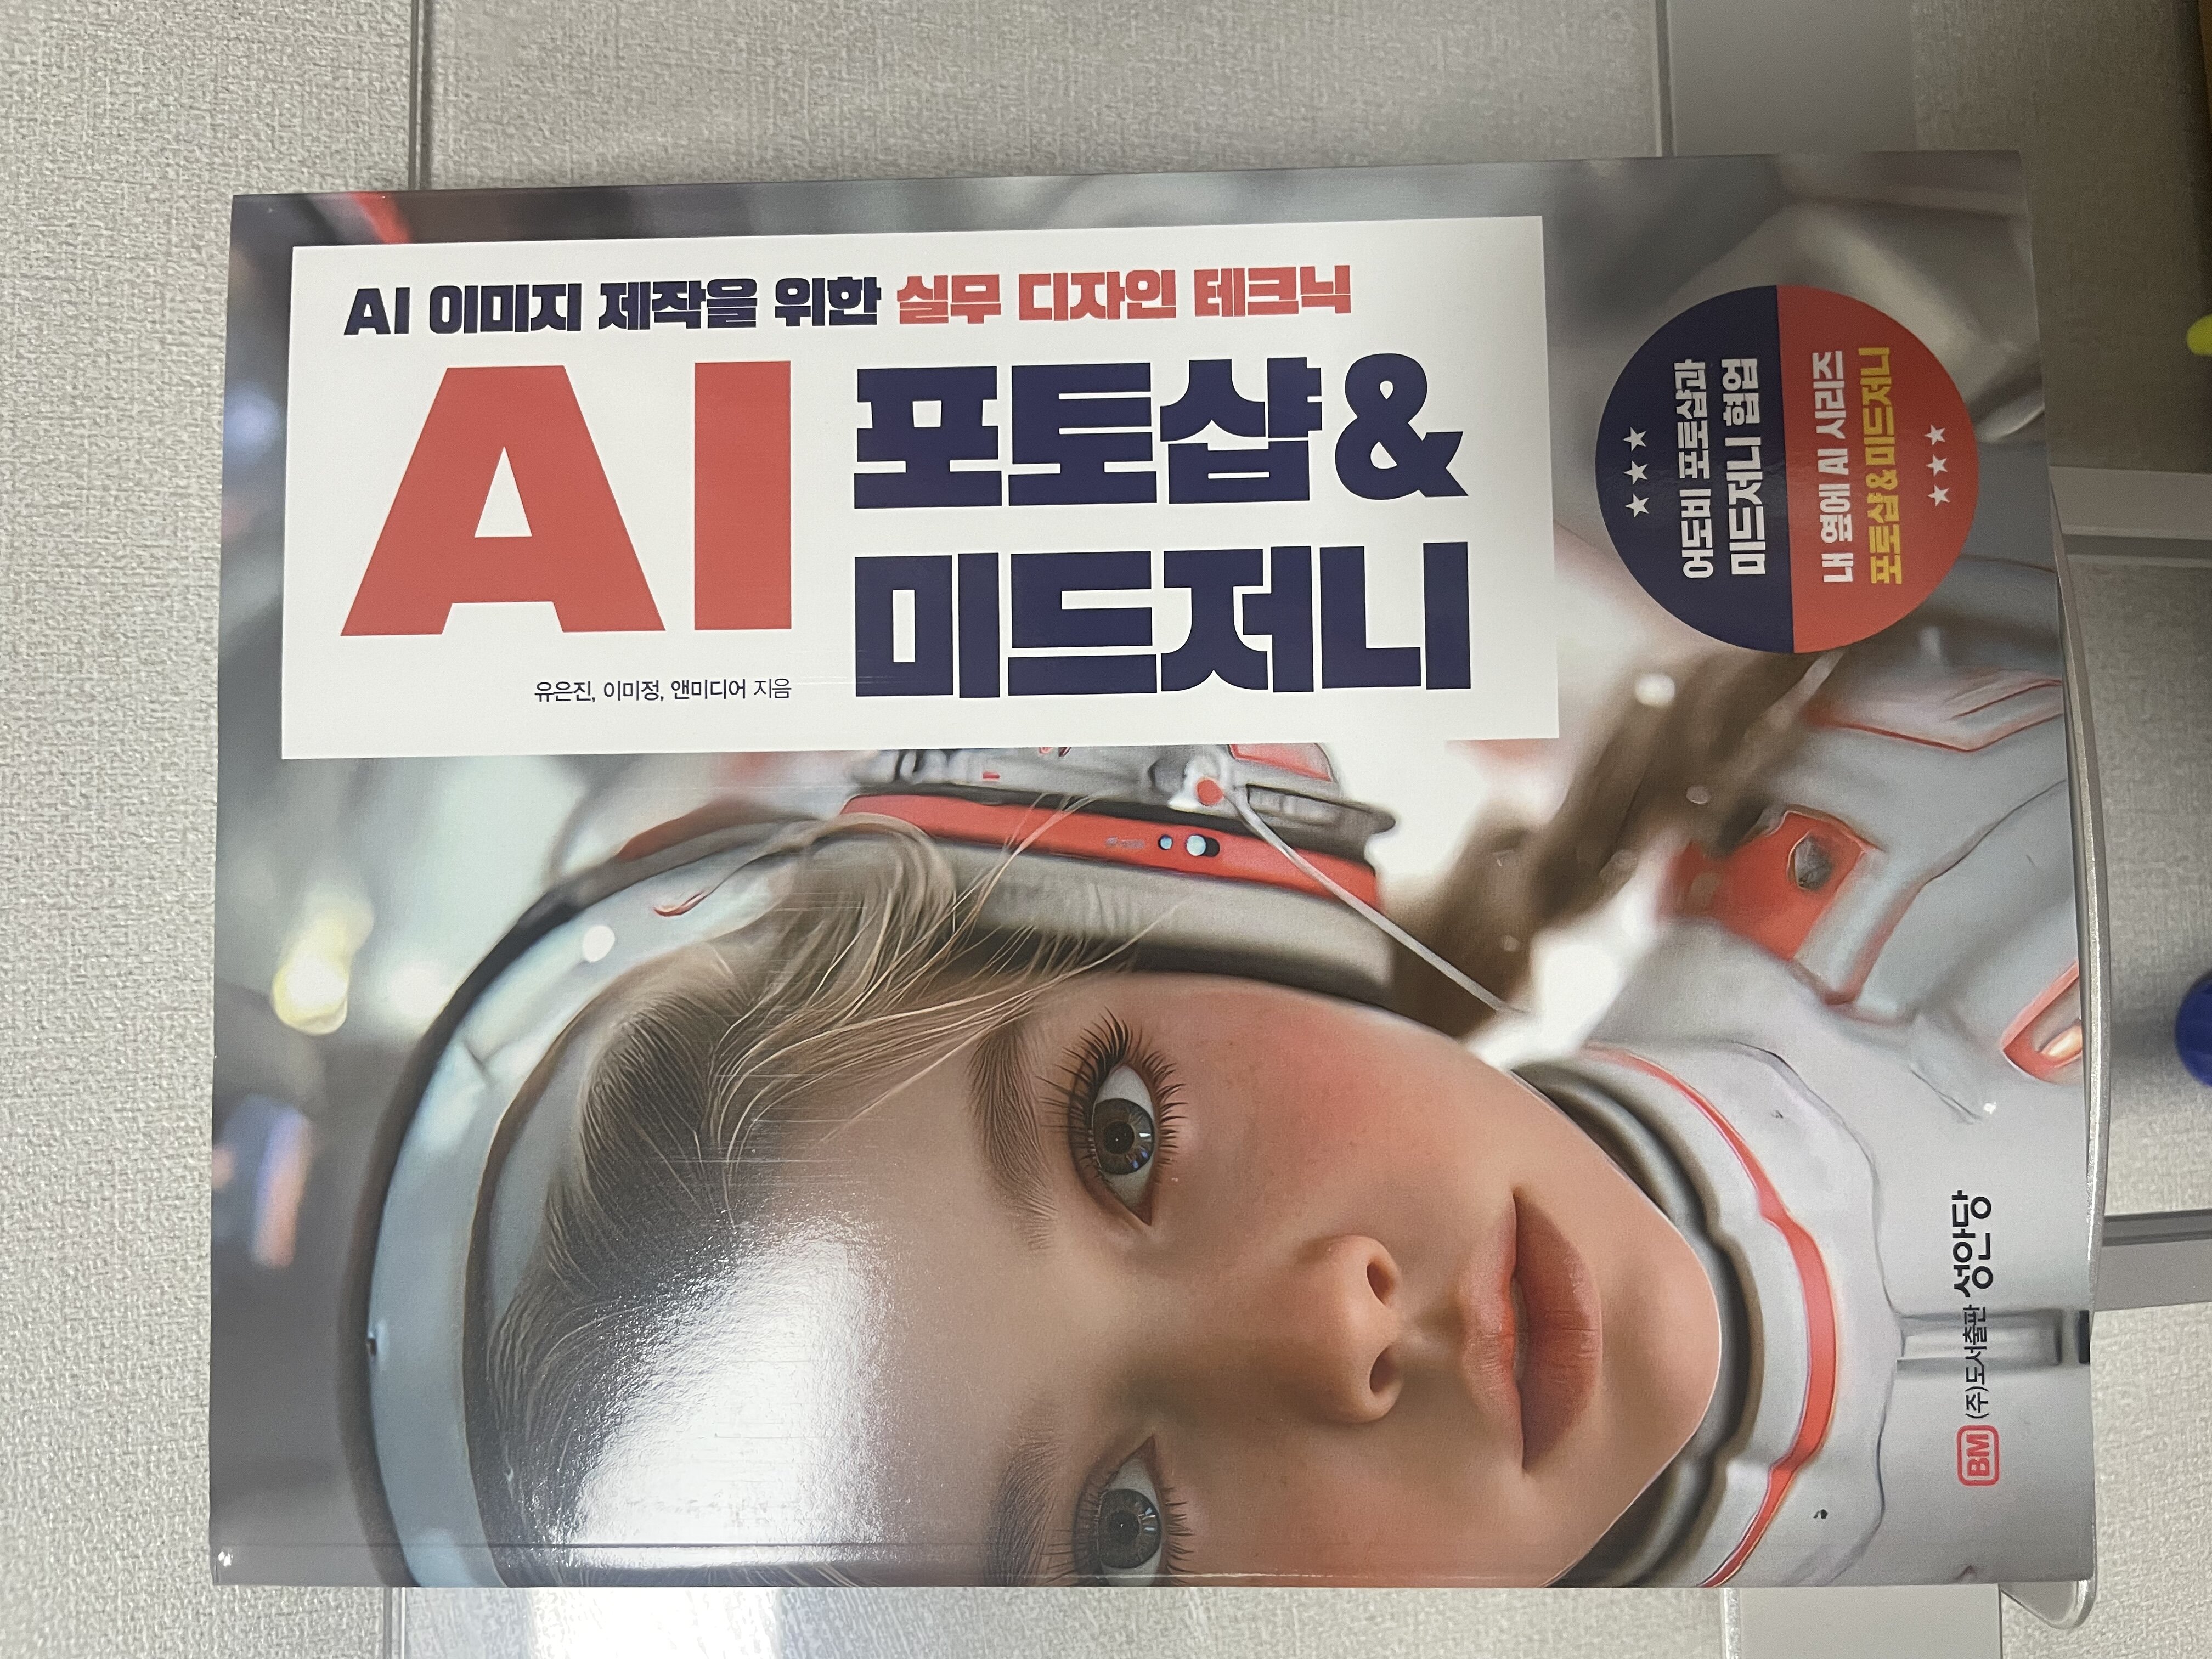 AI 이미지 제작을 위한 실무 디자인 테크닉
AI 포토샵&
미드저니
유은진, 이미정, 앤미디어 지음
어도비 포토샵과
미드저니 협업
내 옆에 AI 시리즈
포토샵&미드저니
BM (주)도서출판 성안당